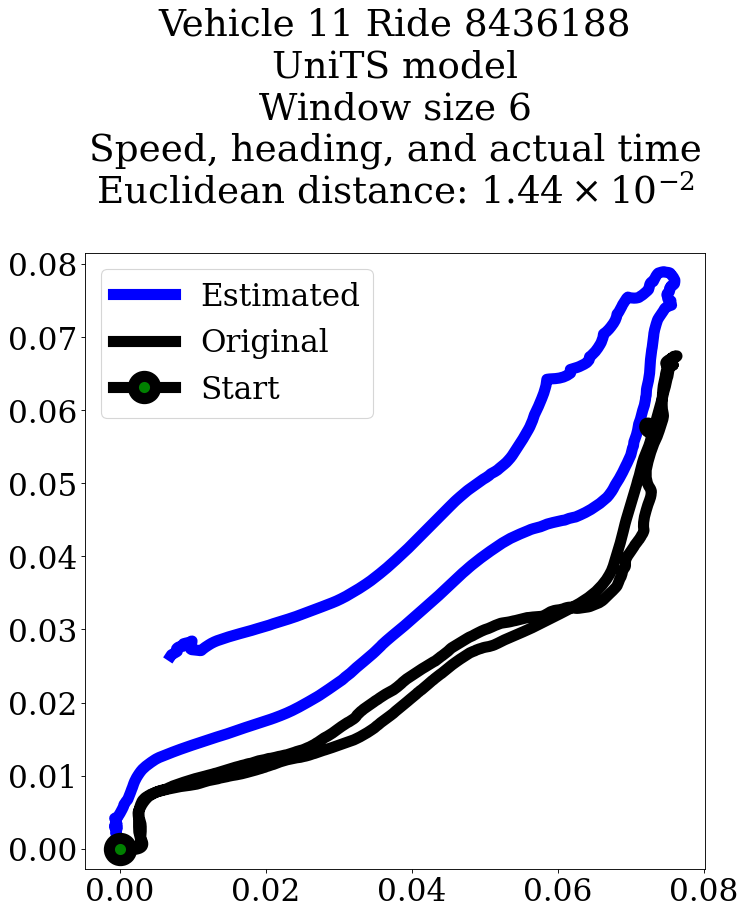 Vehicle 11 Ride 8436188
UniTS model
Window size 6
Speed, heading, and actual time
Euclidean distance: 1.44 × 10⁻²
0.08
0.07
0.06
0.05
0.04
0.03
0.02
0.01
0.00
Estimated
Original
Start
0.00 0.02 0.04 0.06 0.08